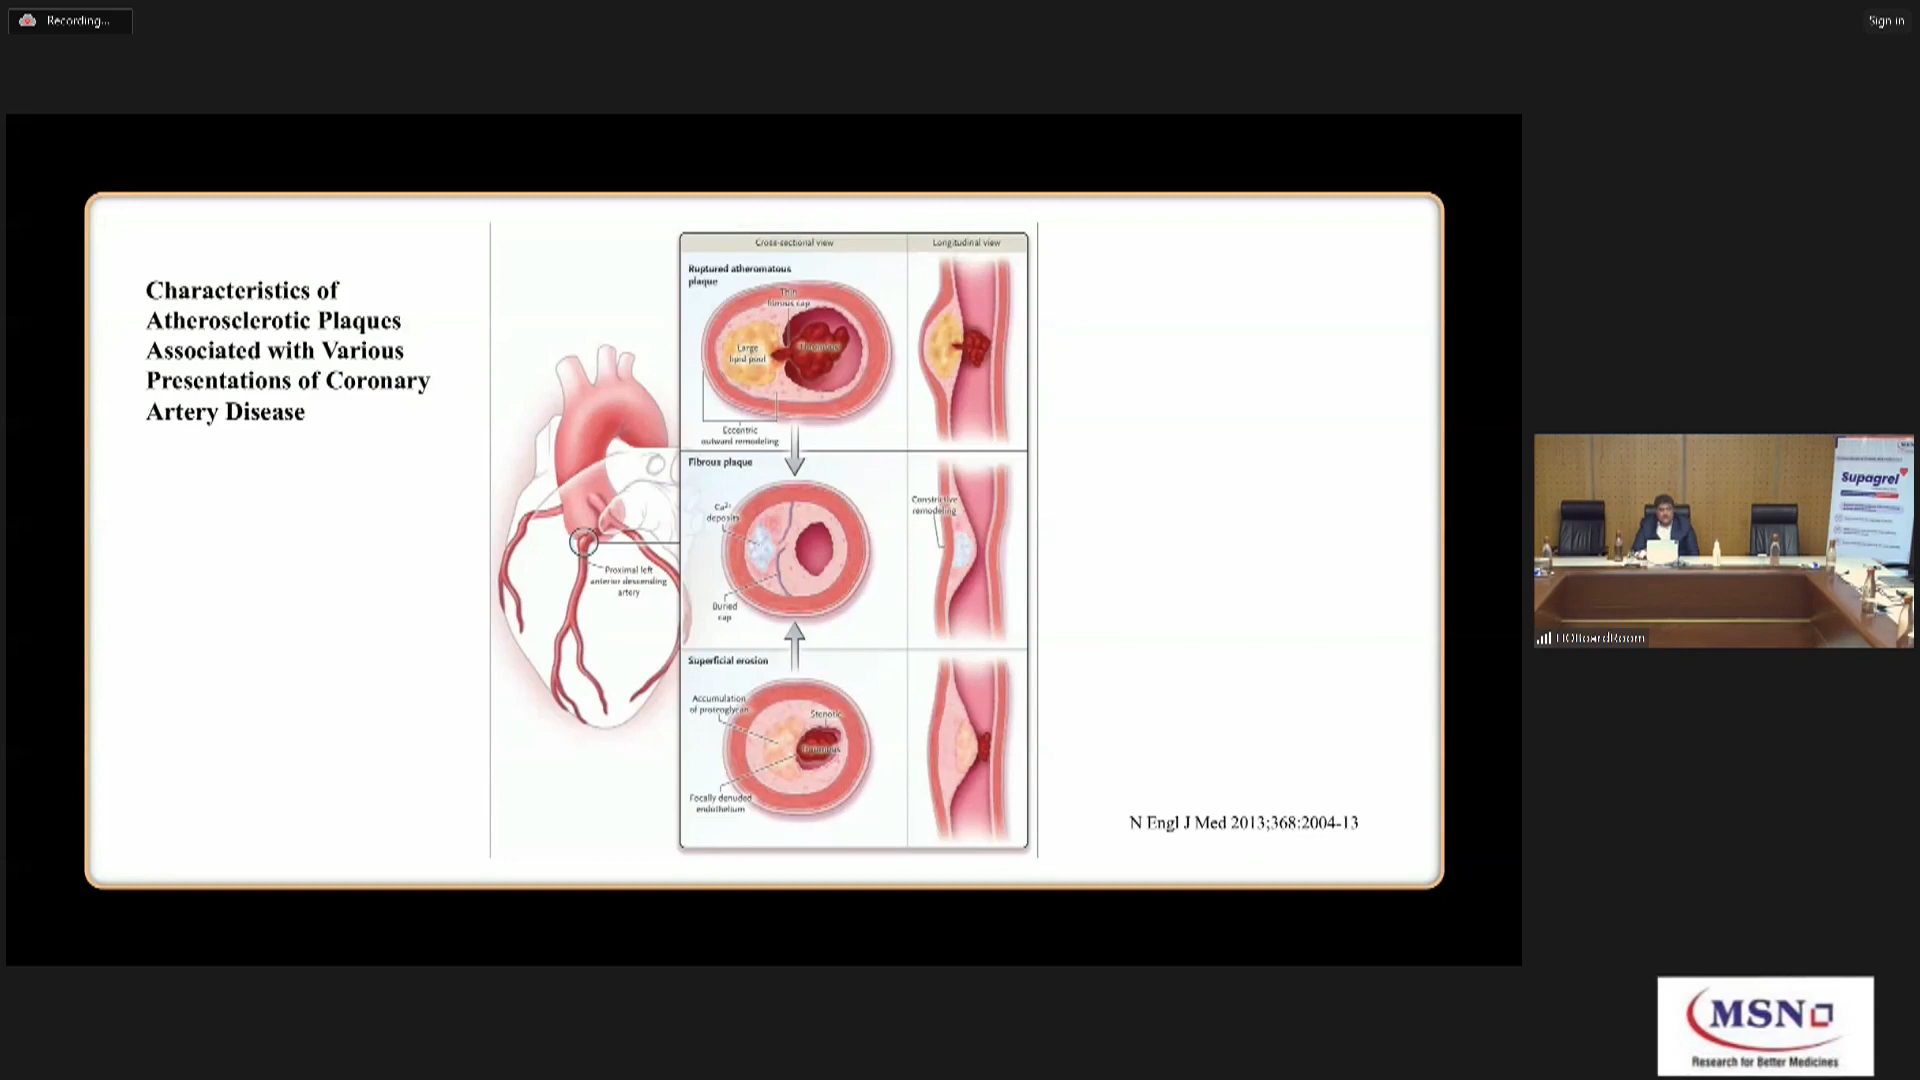 Recording...
Sign in
Characteristics of
Atherosclerotic Plaques
Associated with Various
Presentations of Coronary
Artery Disease
Cross-sectional view
Longitudinal view
Ruptured atheromatous
plaque
Thin
fibrous cap
Large
lipid pool
Thrombus
Eccentric
outward remodeling
Fibrous plaque
Ca2+
deposits
Constrictive
remodeling
Buried
cap
Proximal left
anterior descending
artery
Superficial erosion
Accumulation
of proteoglycan
Stenotic
Thrombus
Focally denuded
endothelium
N Engl J Med 2013;368:2004-13
Supagrel
HOBoardRoom
MSN
Research for Better Medicines